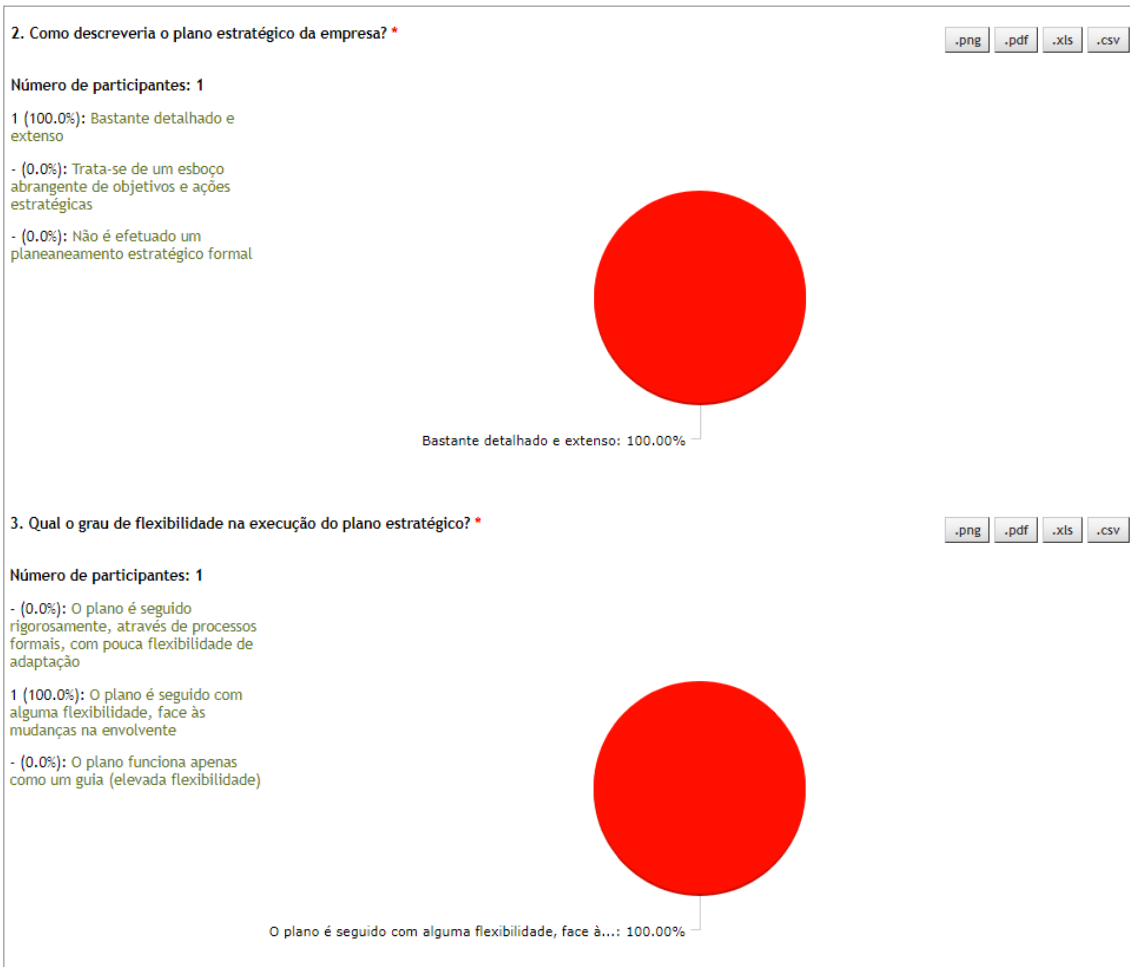 2. Como descreveria o plano estratégico da empresa? *
.png .pdf .xls .csv
Número de participantes: 1
1 (100.0%): Bastante detalhado e
extenso
- (0.0%): Trata-se de um esboço
abrangente de objetivos e ações
estratégicas
- (0.0%): Não é efetuado um
planeaneamento estratégico formal
Bastante detalhado e extenso: 100.00%
3. Qual o grau de flexibilidade na execução do plano estratégico? *
.png .pdf .xls .csv
Número de participantes: 1
- (0.0%): O plano é seguido
rigorosamente, através de processos
formais, com pouca flexibilidade de
adaptação
1 (100.0%): O plano é seguido com
alguma flexibilidade, face às
mudanças na envolvente
- (0.0%): O plano funciona apenas
como um guia (elevada flexibilidade)
O plano é seguido com alguma flexibilidade, face à...: 100.00%